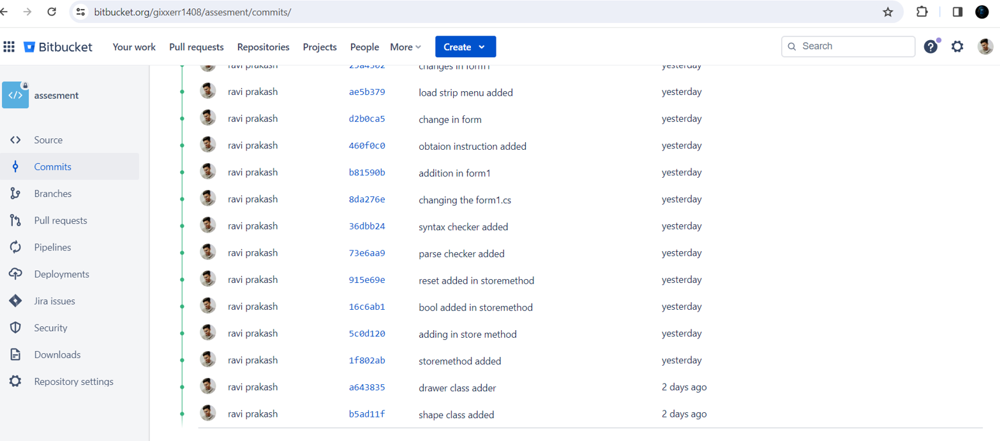 bitbucket.org/gixxerr1408/assesment/commits/
Bitbucket Your work Pull requests Repositories Projects People More Create Search
assesment
Source
Commits
Branches
Pull requests
Pipelines
Deployments
Jira issues
Security
Downloads
Repository settings
ravi prakash 25a4502 changes in form1 yesterday
ravi prakash ae5b379 load strip menu added yesterday
ravi prakash d2b0ca5 change in form yesterday
ravi prakash 460f0c0 obtaion instruction added yesterday
ravi prakash b81590b addition in form1 yesterday
ravi prakash 8da276e changing the form1.cs yesterday
ravi prakash 36dbb24 syntax checker added yesterday
ravi prakash 73e6aa9 parse checker added yesterday
ravi prakash 915e69e reset added in storemethod yesterday
ravi prakash 16c6ab1 bool added in storemethod yesterday
ravi prakash 5c0d120 adding in store method yesterday
ravi prakash 1f802ab storemethod added yesterday
ravi prakash a643835 drawer class adder 2 days ago
ravi prakash b5ad11f shape class added 2 days ago